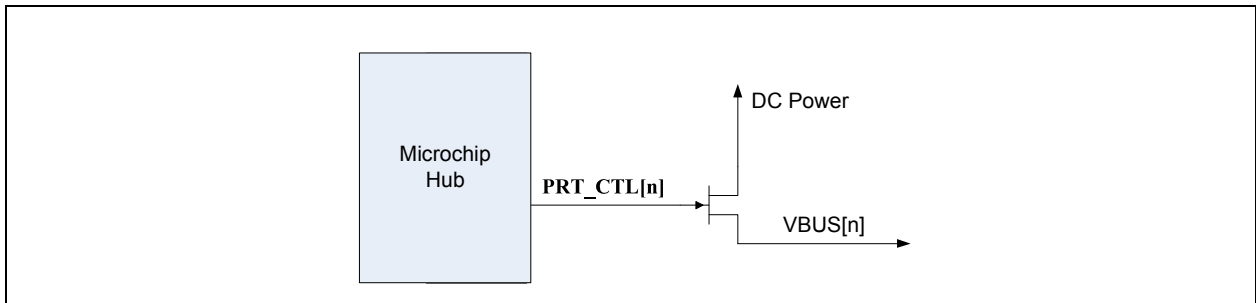 Microchip
Hub
PRT_CTL[n]
DC Power
VBUS[n]